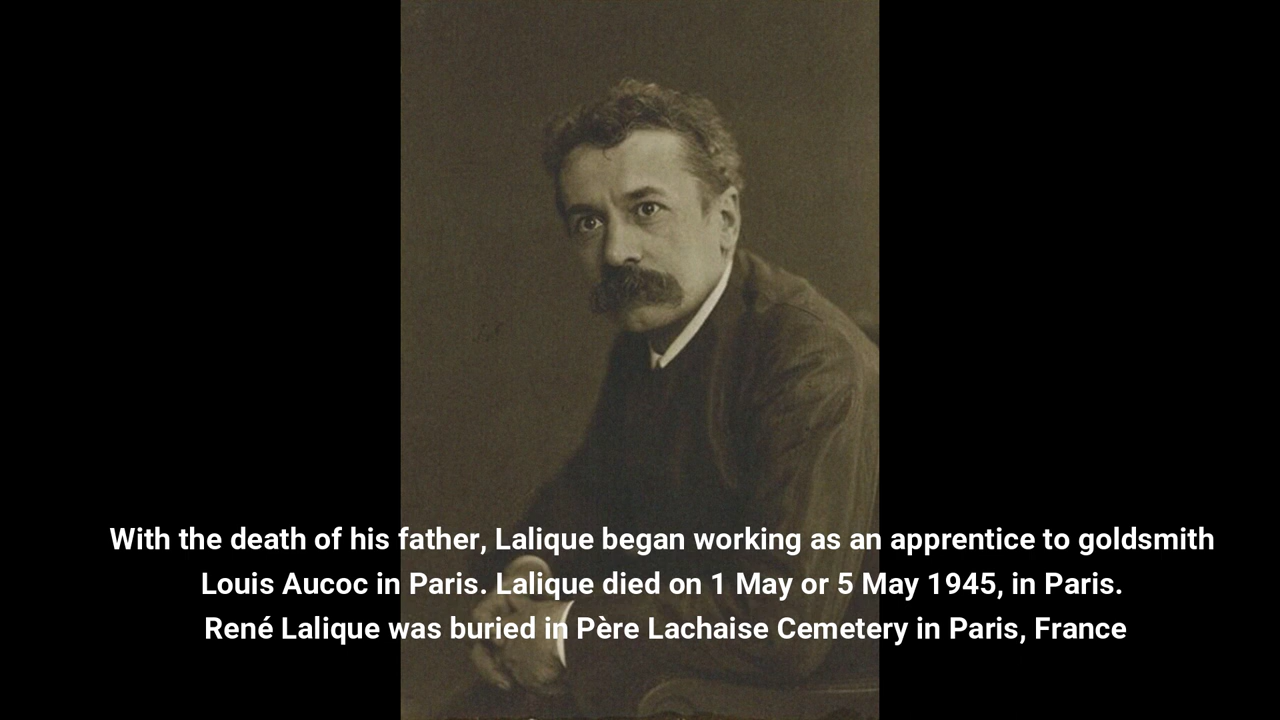 With the death of his father, Lalique began working as an apprentice to goldsmith
Louis Aucoc in Paris. Lalique died on 1 May or 5 May 1945, in Paris.
René Lalique was buried in Père Lachaise Cemetery in Paris, France